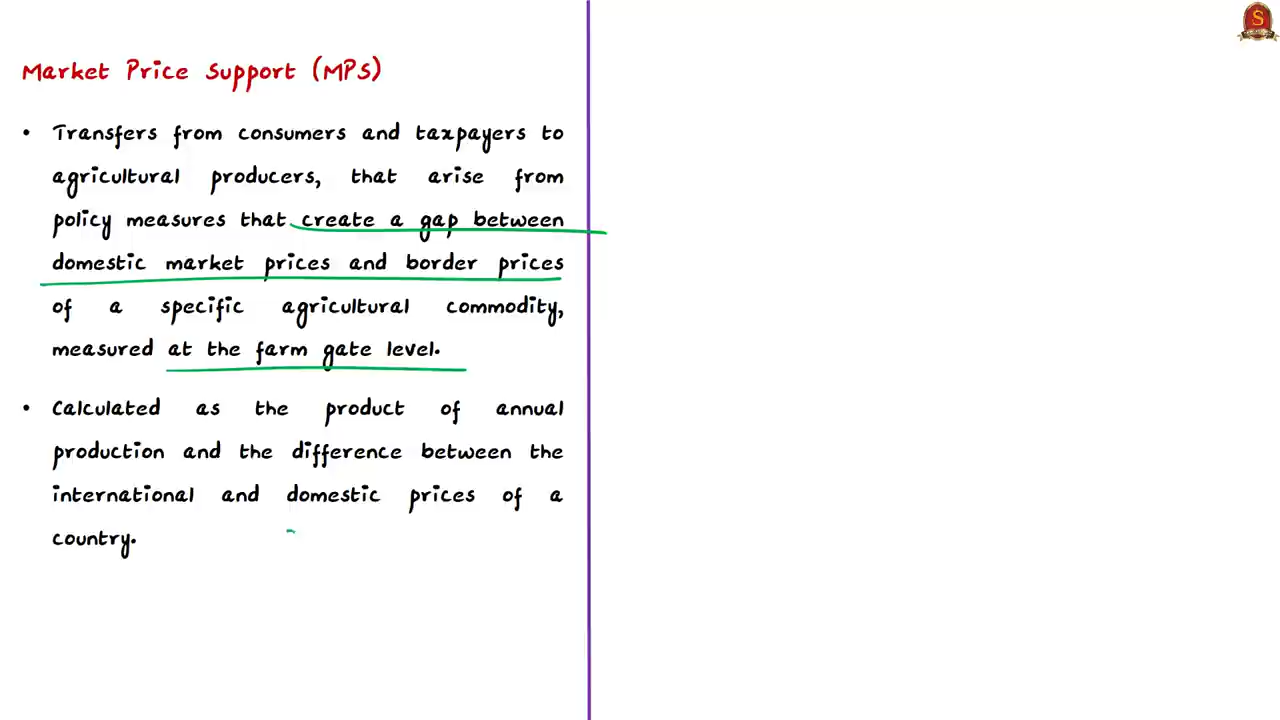 Market Price Support (MPS)
• Transfers from consumers and taxpayers to
agricultural producers, that arise from
policy measures that create a gap between
domestic market prices and border prices
of a specific agricultural commodity,
measured at the farm gate level.
• Calculated as the product of annual
production and the difference between the
international and domestic prices of a
country.
S